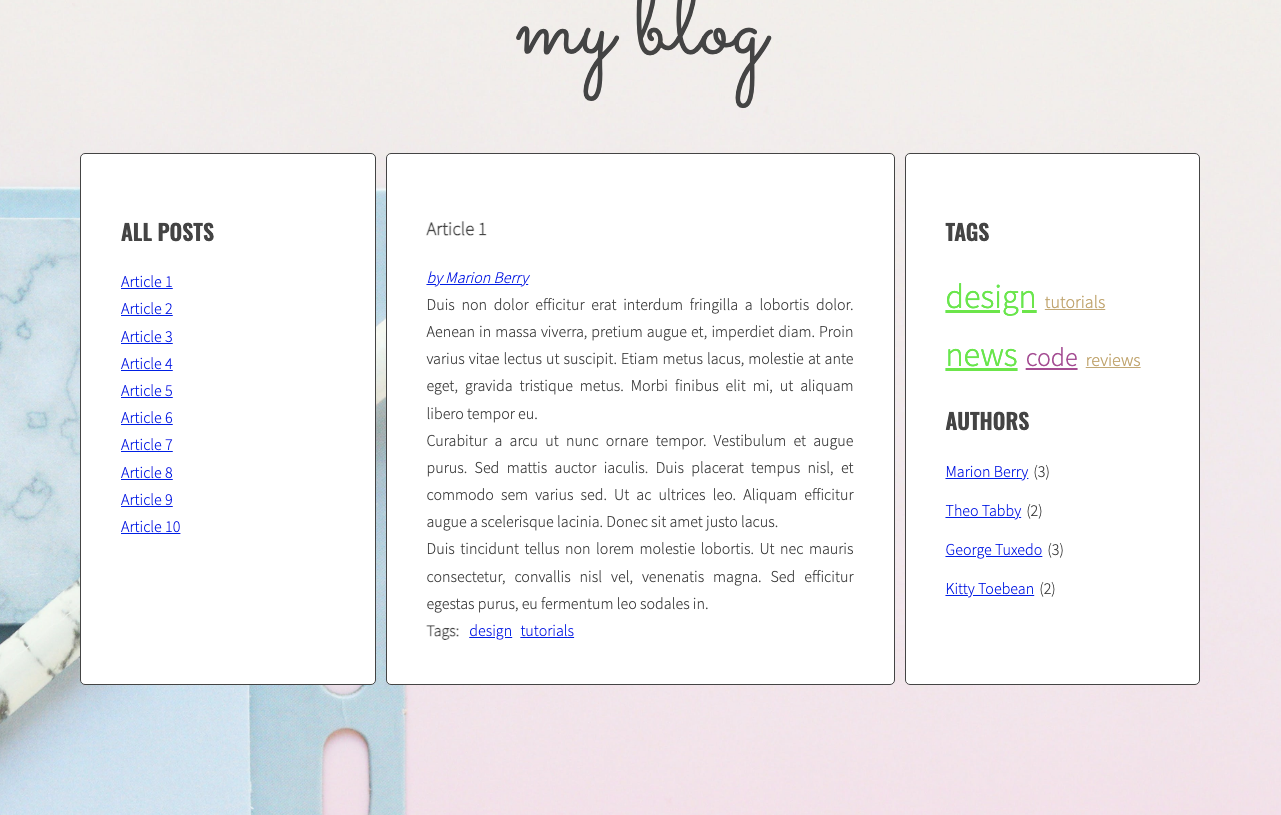 my blog
ALL POSTS
Article 1
Article 2
Article 3
Article 4
Article 5
Article 6
Article 7
Article 8
Article 9
Article 10
Article 1
by Marion Berry
Duis non dolor efficitur erat interdum fringilla a lobortis dolor.
Aenean in massa viverra, pretium augue et, imperdiet diam. Proin
varius vitae lectus ut suscipit. Etiam metus lacus, molestie at ante
eget, gravida tristique metus. Morbi finibus elit mi, ut aliquam
libero tempor eu.
Curabitur a arcu ut nunc ornare tempor. Vestibulum et augue
purus. Sed mattis auctor iaculis. Duis placerat tempus nisl, et
commodo sem varius sed. Ut ac ultrices leo. Aliquam efficitur
augue a scelerisque lacinia. Donec sit amet justo lacus.
Duis tincidunt tellus non lorem molestie lobortis. Ut nec mauris
consectetur, convallis nisl vel, venenatis magna. Sed efficitur
egestas purus, eu fermentum leo sodales in.
Tags: design tutorials
TAGS
design tutorials
news code reviews
AUTHORS
Marion Berry (3)
Theo Tabby (2)
George Tuxedo (3)
Kitty Toebean (2)